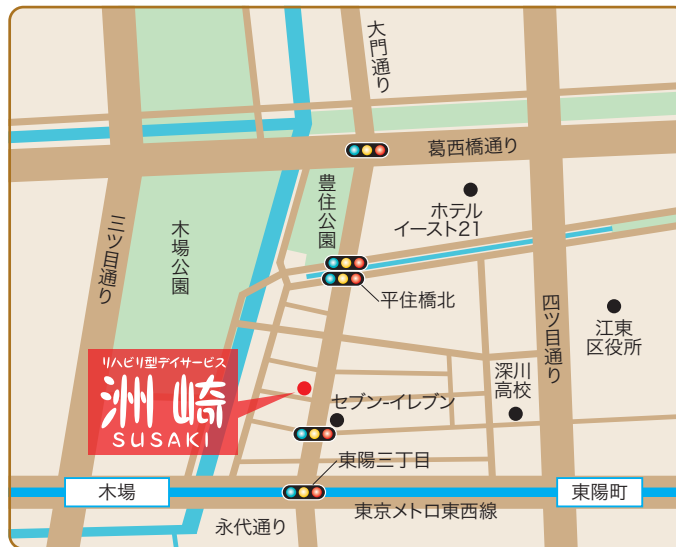 大門通り
葛西橋通り
豊住公園
ホテル
イースト21
三ツ目通り
木場公園
平住橋北
四ツ目通り
江東
区役所
リハビリ型デイサービス
洲崎
SUSAKI
セブン-イレブン
深川
高校
東陽三丁目
木場
東陽町
東京メトロ東西線
永代通り